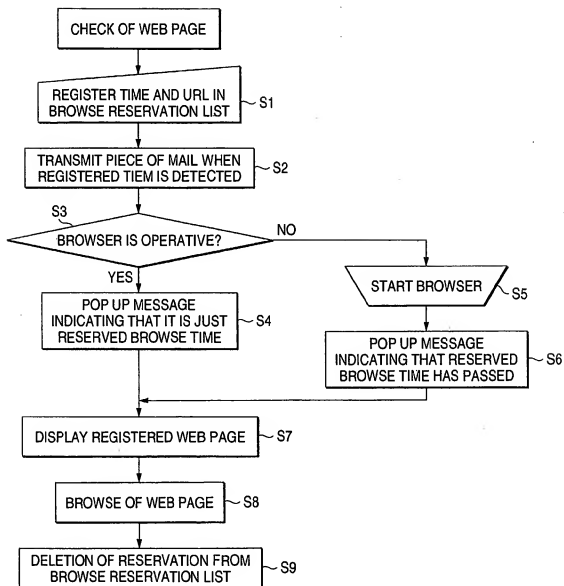 CHECK OF WEB PAGE
REGISTER TIME AND URL IN
BROWSE RESERVATION LIST
S1
TRANSMIT PIECE OF MAIL WHEN
REGISTERED TIEM IS DETECTED
S2
S3
BROWSER IS OPERATIVE?
NO
YES
POP UP MESSAGE
INDICATING THAT IT IS JUST
RESERVED BROWSE TIME
S4
START BROWSER
S5
POP UP MESSAGE
INDICATING THAT RESERVED
BROWSE TIME HAS PASSED
S6
DISPLAY REGISTERED WEB PAGE
S7
BROWSE OF WEB PAGE
S8
DELETION OF RESERVATION FROM
BROWSE RESERVATION LIST
S9